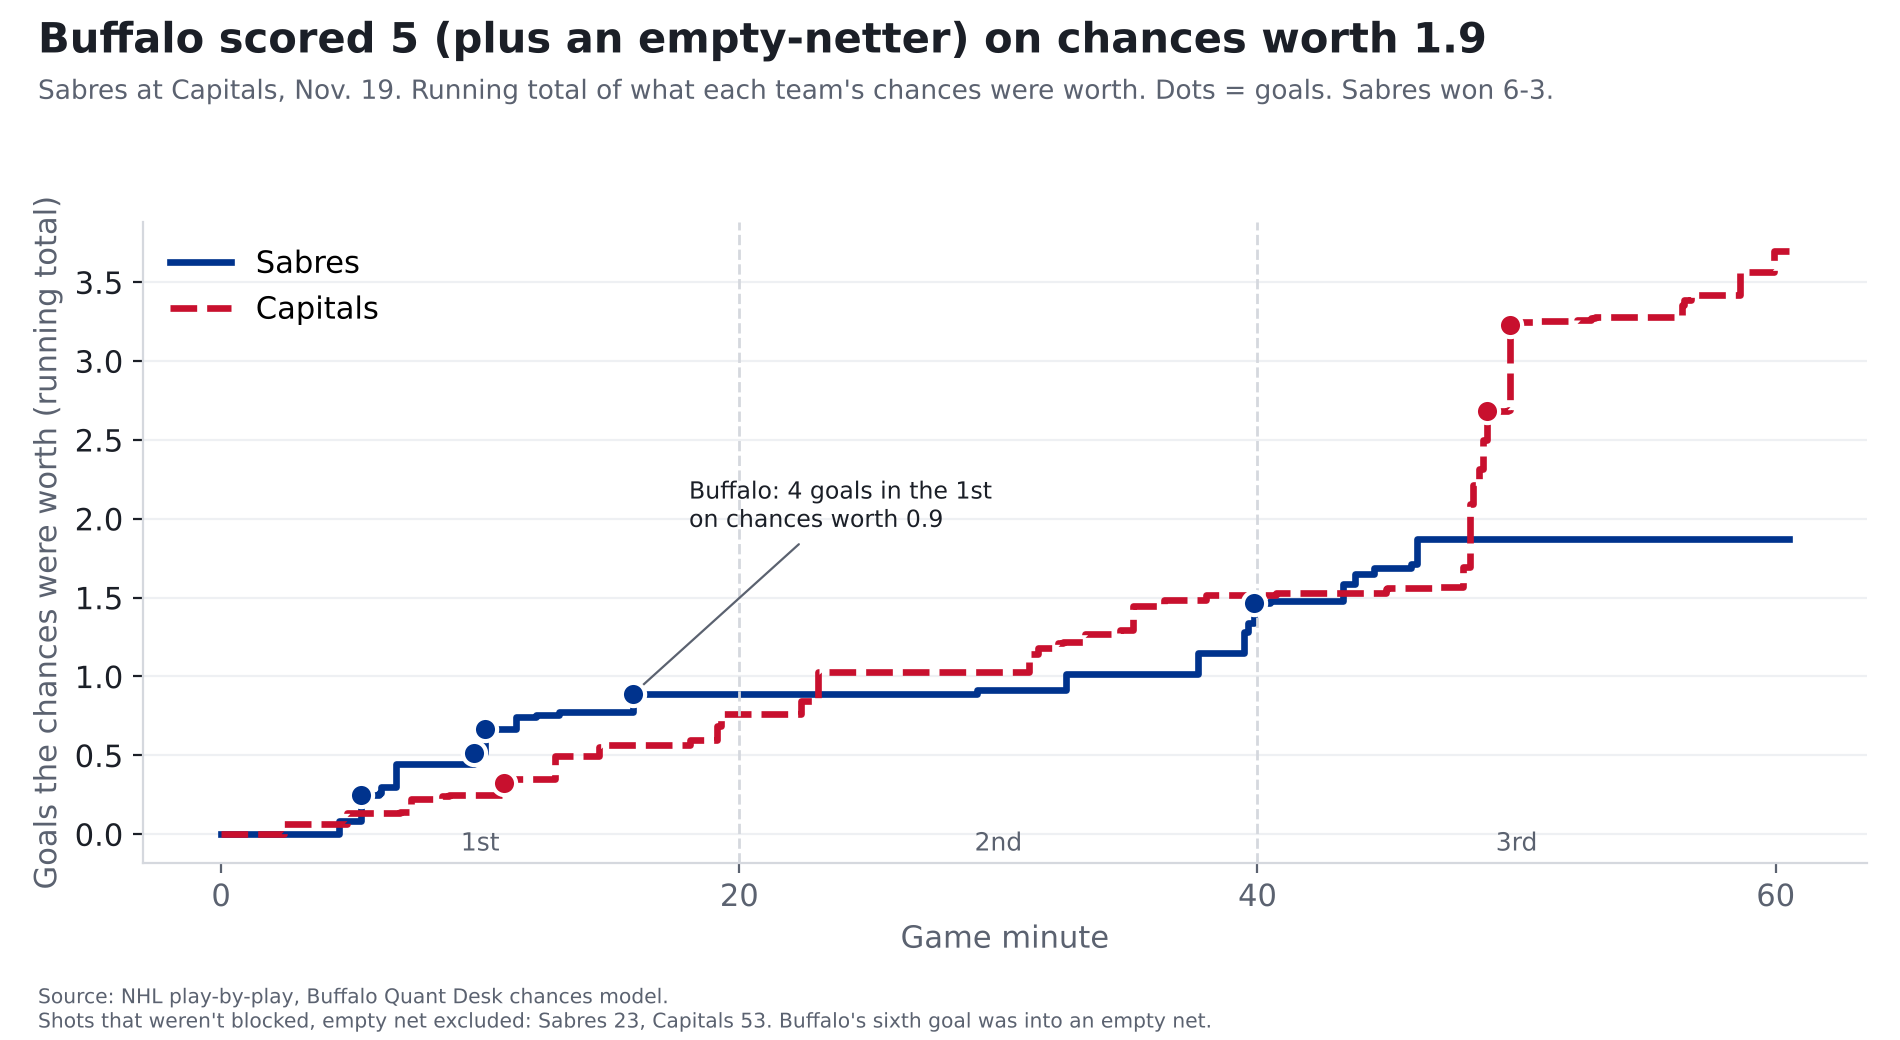 Buffalo scored 5 (plus an empty-netter) on chances worth 1.9
Sabres at Capitals, Nov. 19. Running total of what each team's chances were worth. Dots = goals. Sabres won 6-3.
Goals the chances were worth (running total)
Sabres
Capitals
3.5
3.0
2.5
2.0
1.5
1.0
0.5
0.0
Buffalo: 4 goals in the 1st
on chances worth 0.9
1st
2nd
3rd
0
20
40
60
Game minute
Source: NHL play-by-play, Buffalo Quant Desk chances model.
Shots that weren't blocked, empty net excluded: Sabres 23, Capitals 53. Buffalo's sixth goal was into an empty net.